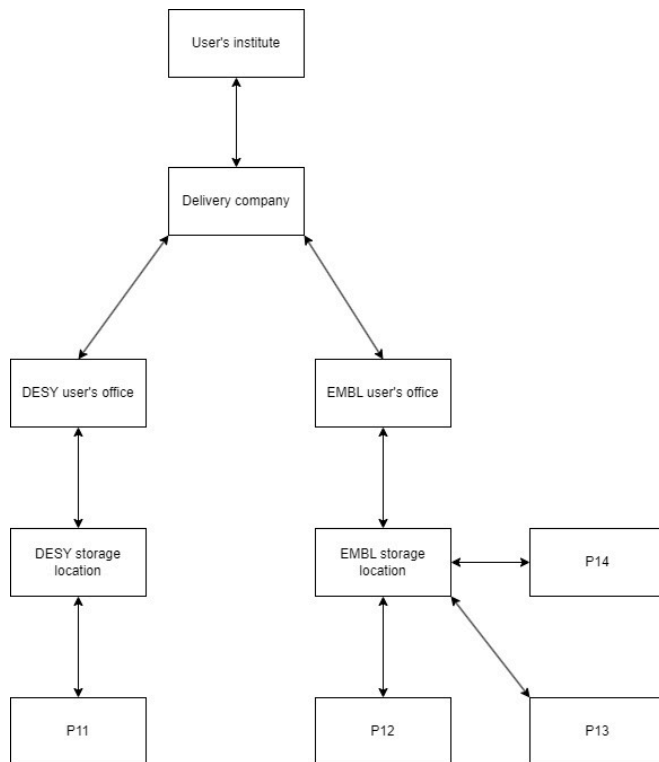 User's institute
Delivery company
DESY user's office
EMBL user's office
DESY storage
location
EMBL storage
location
P14
P11
P12
P13